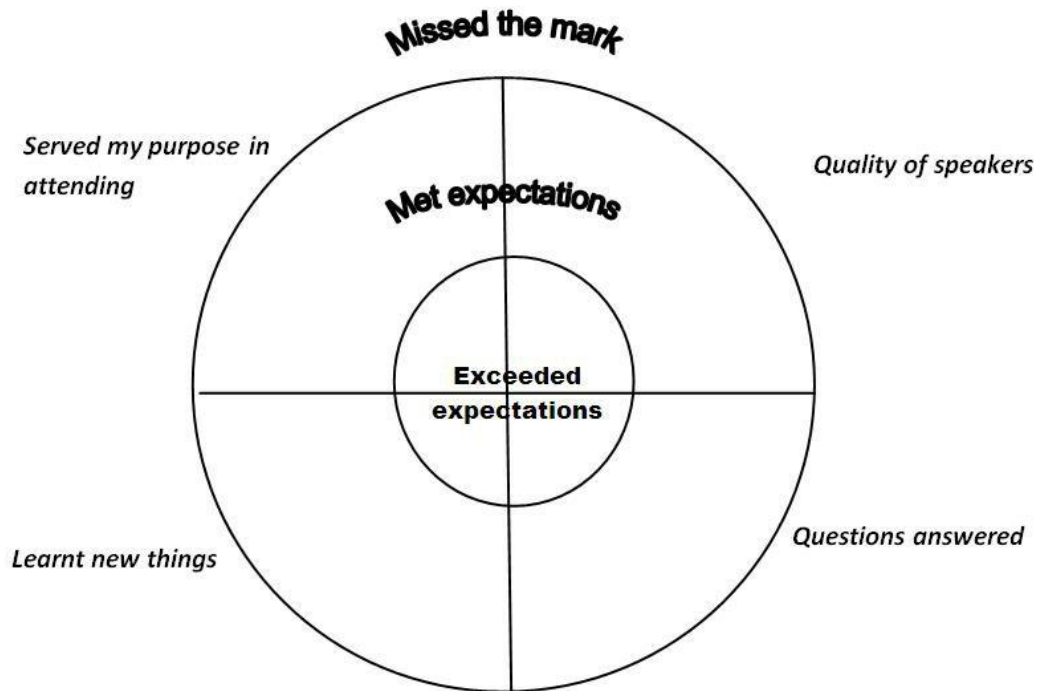 Missed the mark
Served my purpose in
attending
Quality of speakers
Met expectations
Exceeded
expectations
Learnt new things
Questions answered